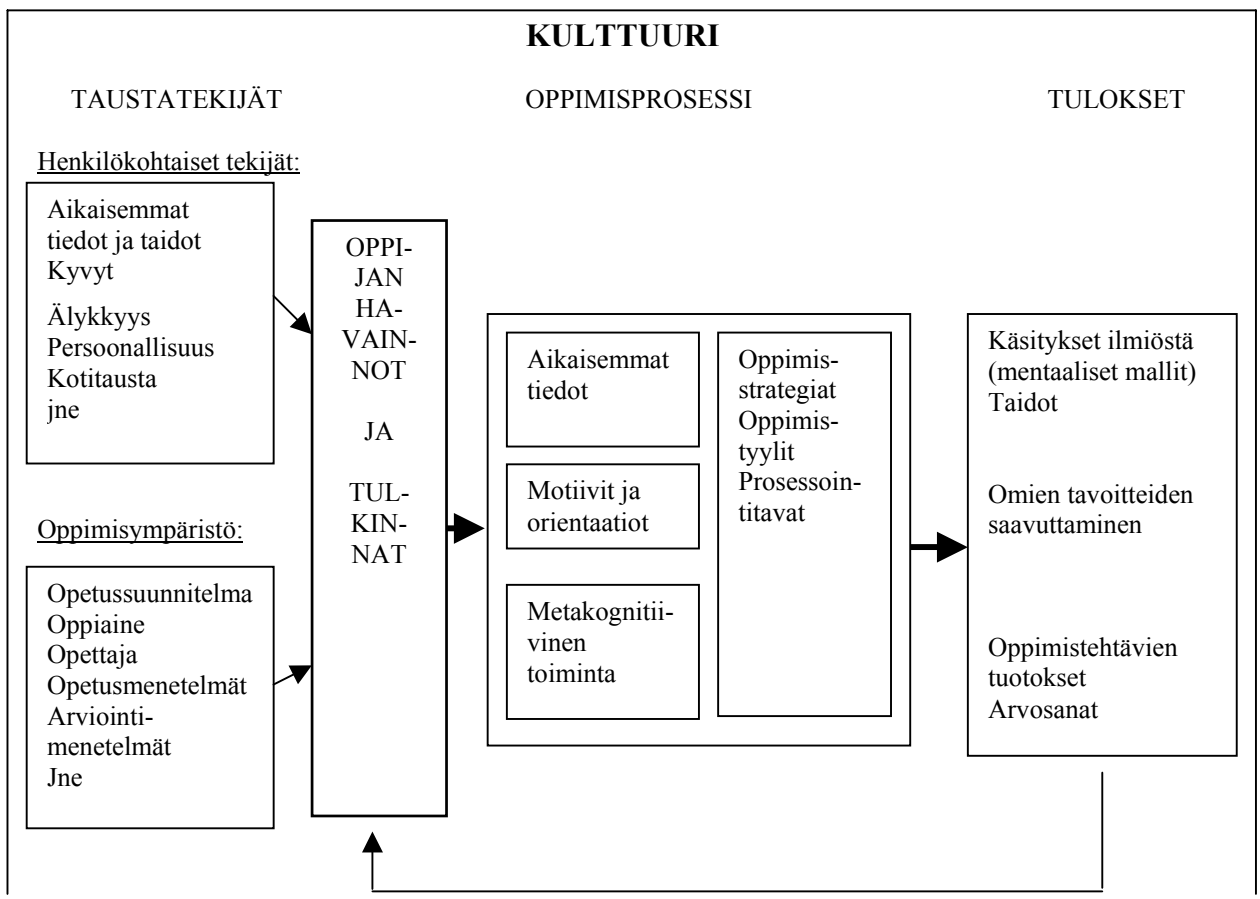 KULTTUURI
TAUSTATEKIJÄT
OPPIMISPROSESSI
TULOKSET
Henkilökohtaiset tekijät:
Aikaisemmat
tiedot ja taidot
Kyvyt
Älykkyys
Persoonallisuus
Kotitausta
jne
Oppimisympäristö:
Opetussuunnitelma
Oppiaine
Opettaja
Opetusmenetelmät
Arviointi-
menetelmät
Jne
OPPI-
JAN
HA-
VAIN-
NOT
JA
TUL-
KIN-
NAT
Aikaisemmat
tiedot
Motiivit ja
orientaatiot
Metakognitii-
vinen
toiminta
Oppimis-
strategiat
Oppimis-
tyylit
Prosessoin-
titavat
Käsitykset ilmiöstä
(mentaaliset mallit)
Taidot
Omien tavoitteiden
saavuttaminen
Oppimistehtävien
tuotokset
Arvosanat